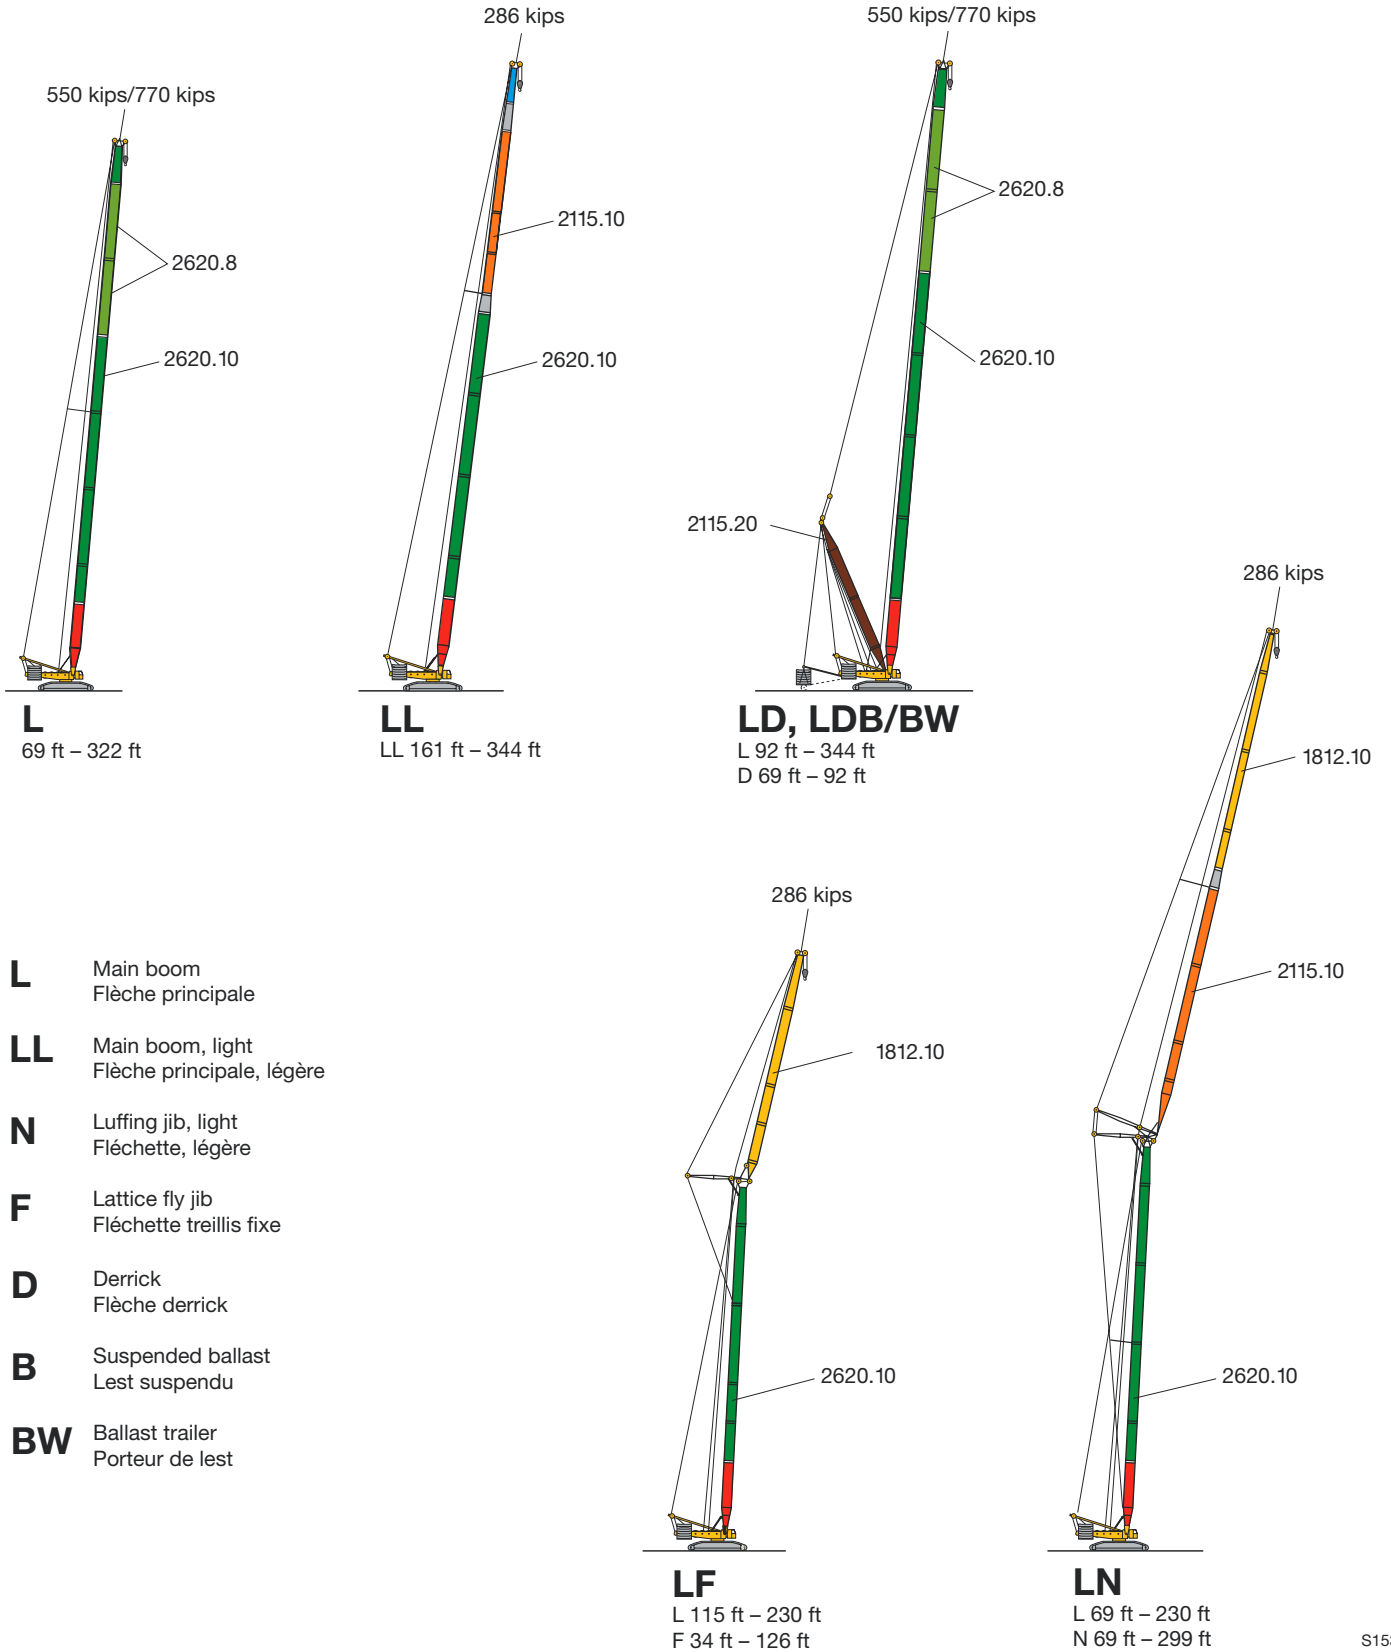 550 kips/770 kips
2620.8
2620.10
L
69 ft – 322 ft
286 kips
2115.10
2620.10
LL
LL 161 ft – 344 ft
550 kips/770 kips
2620.8
2620.10
2115.20
LD, LDB/BW
L 92 ft – 344 ft
D 69 ft – 92 ft
L Main boom
Flèche principale
LL Main boom, light
Flèche principale, légère
N Luffing jib, light
Fléchette, légère
F Lattice fly jib
Fléchette treillis fixe
D Derrick
Flèche derrick
B Suspended ballast
Lest suspendu
BW Ballast trailer
Porteur de lest
286 kips
1812.10
2620.10
LF
L 115 ft – 230 ft
F 34 ft – 126 ft
286 kips
1812.10
2115.10
2620.10
LN
L 69 ft – 230 ft
N 69 ft – 299 ft